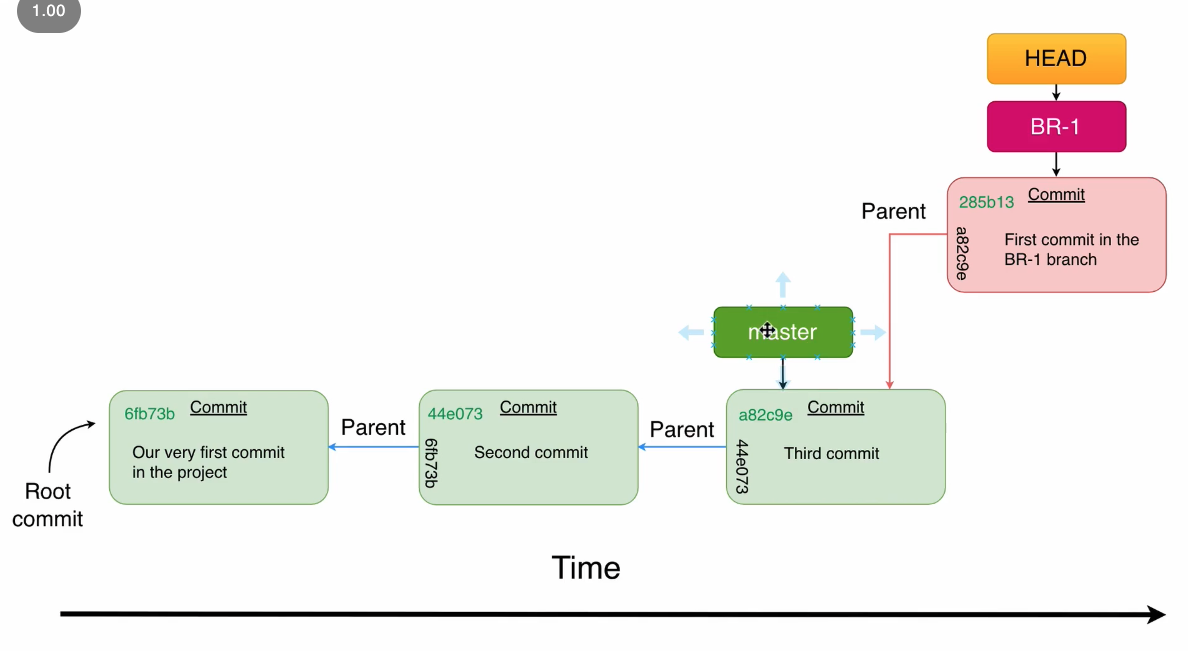 1.00
HEAD
BR-1
Parent
285b13
Commit
a82c9e
First commit in the
BR-1 branch
master
6fb73b
Commit
Our very first commit
in the project
Root
commit
Parent
44e073
Commit
6fb73b
Second commit
Parent
a82c9e
Commit
44e073
Third commit
Time